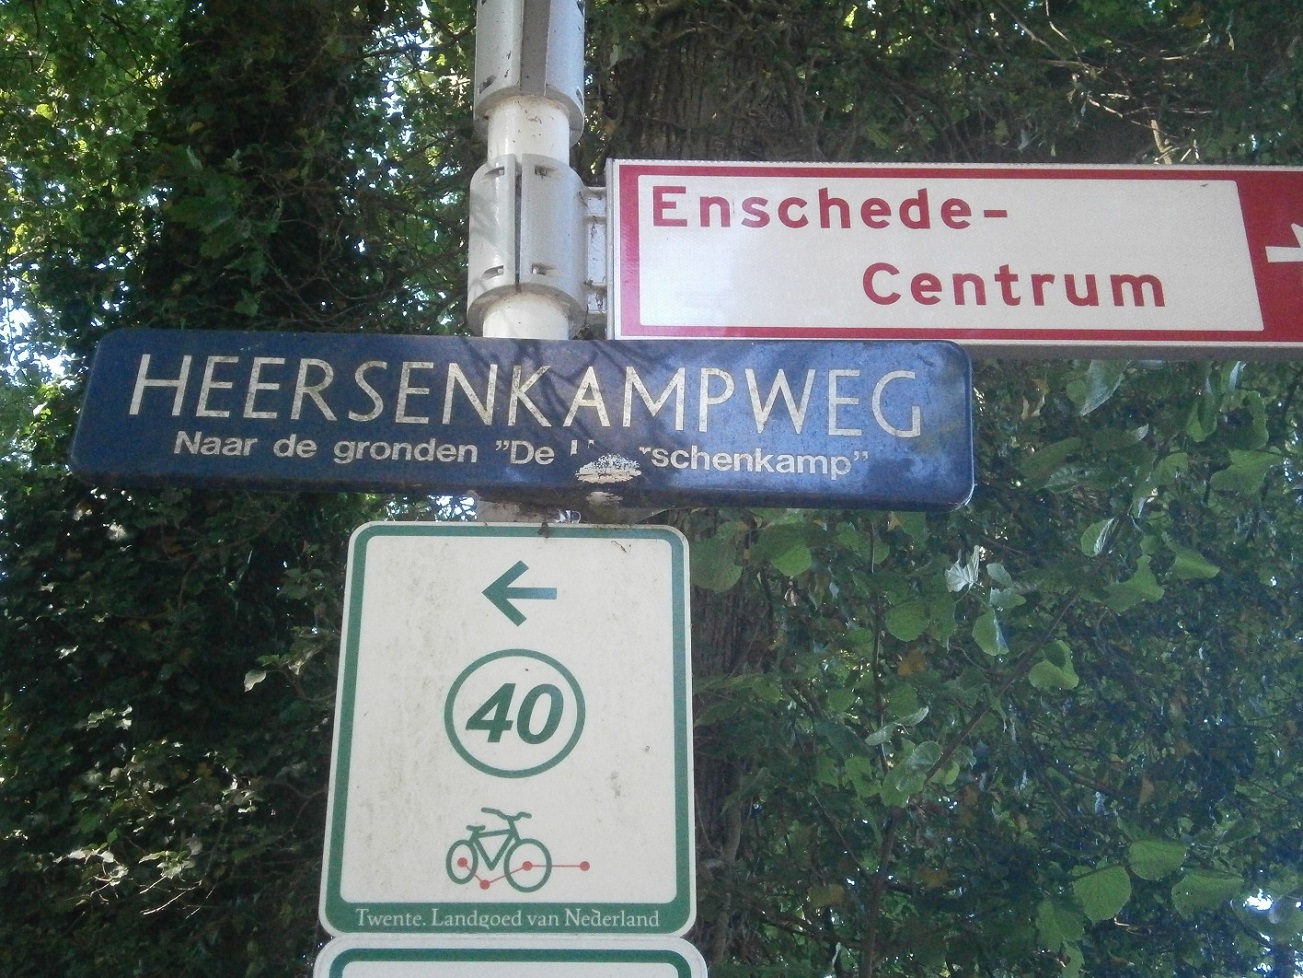 Enschede-
Centrum
HEERSENKAMPWEG
Naar de gronden "De
40
Twente. Landgoed van Nederland